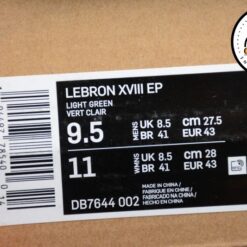 LEBRON XVIII EP
LIGHT GREEN
VERT CLAIR
9.5 MENS UK 8.5 cm 27.5
BR 41 EUR 43
11 WMNS UK 8.5 cm 28
BR 41 EUR 43
MADE IN CHINA /
FABRIQUÉ EN CHINE /
FABRICADO EN CHINA /
HECHO EN CHINA
DB7644 002